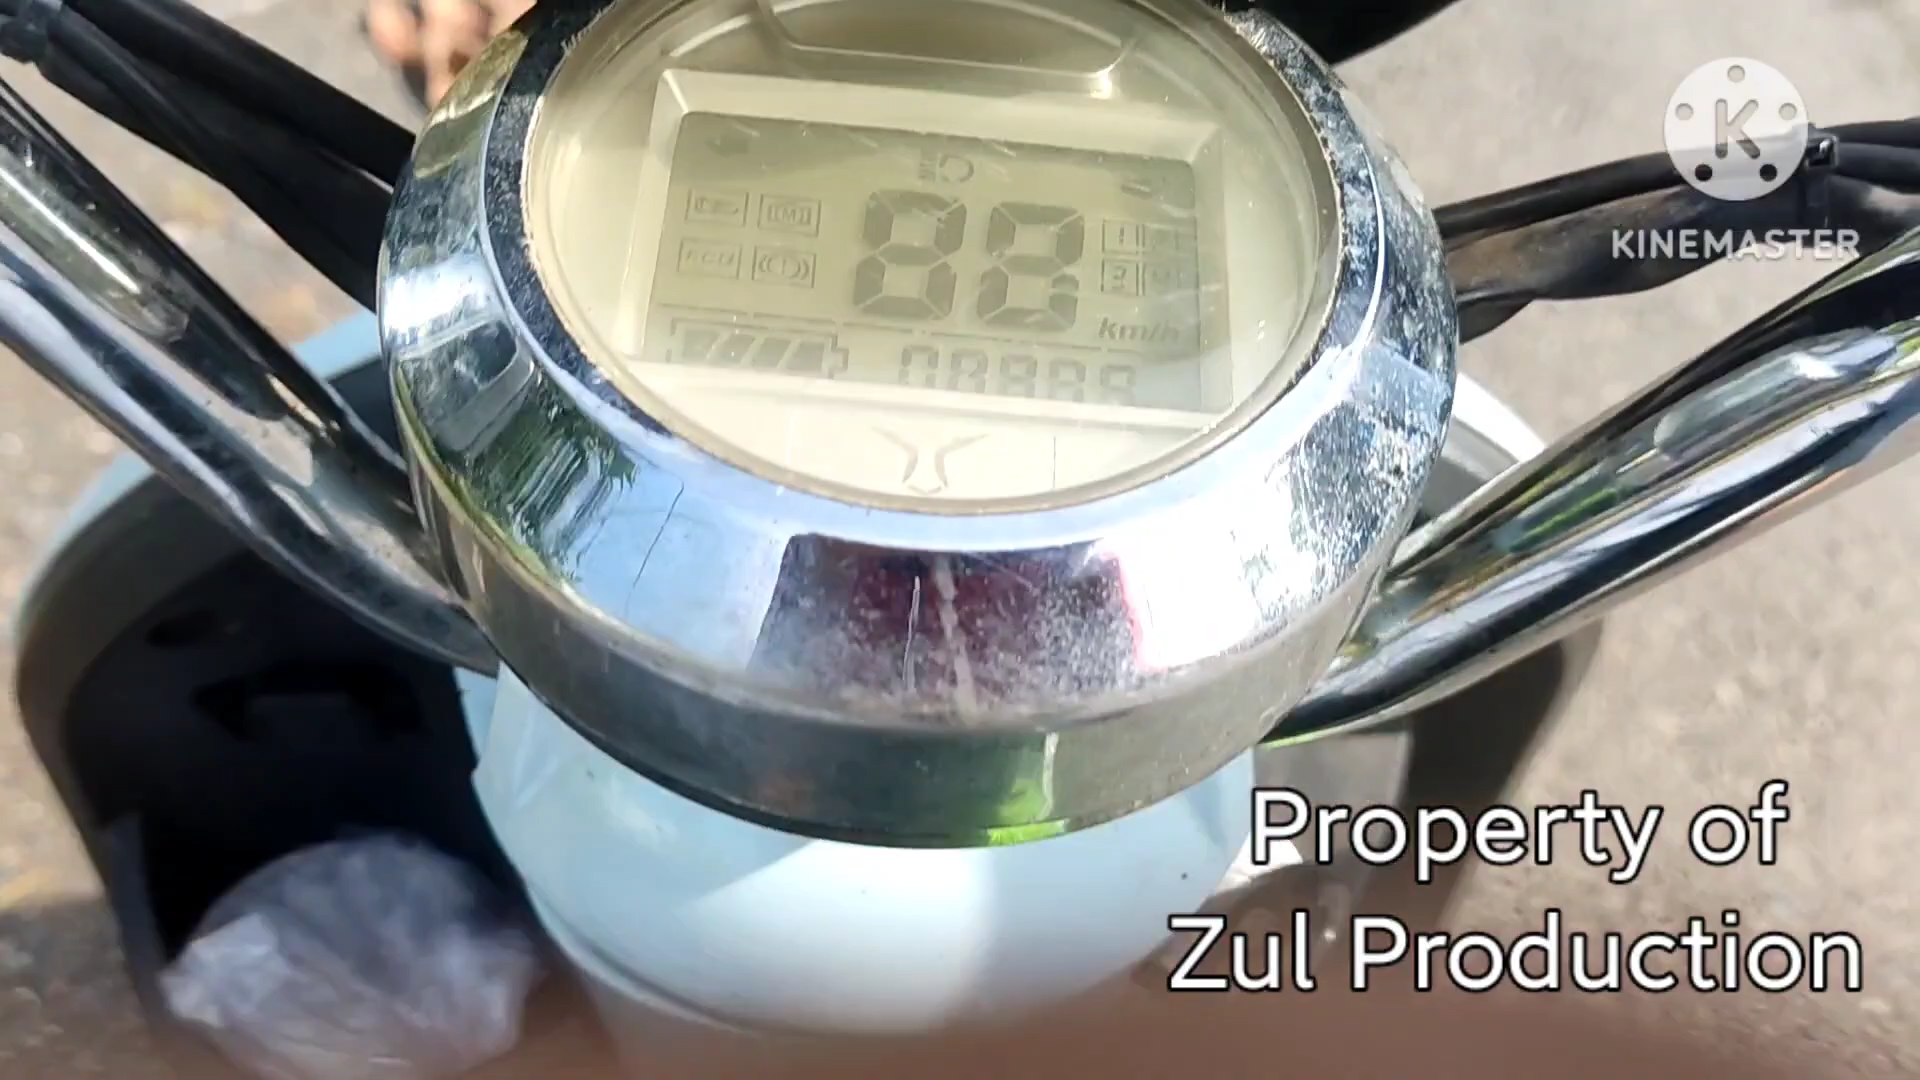 K
KINEMASTER
88
[M]
ECU
(!)
km/h
Property of
Zul Production